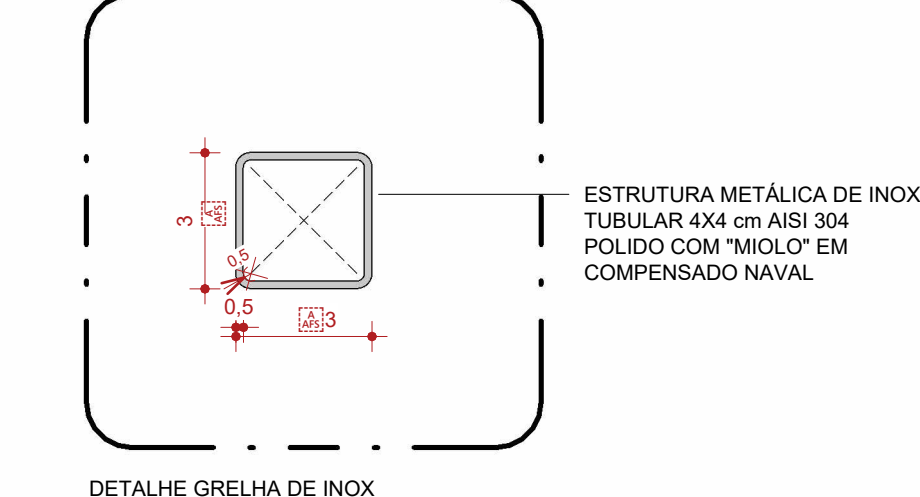 ESTRUTURA METÁLICA DE INOX
TUBULAR 4X4 cm AISI 304
POLIDO COM "MIOLO" EM
COMPENSADO NAVAL
3
A
AFS
0,5
0,5
A
AFS
3
DETALHE GRELHA DE INOX